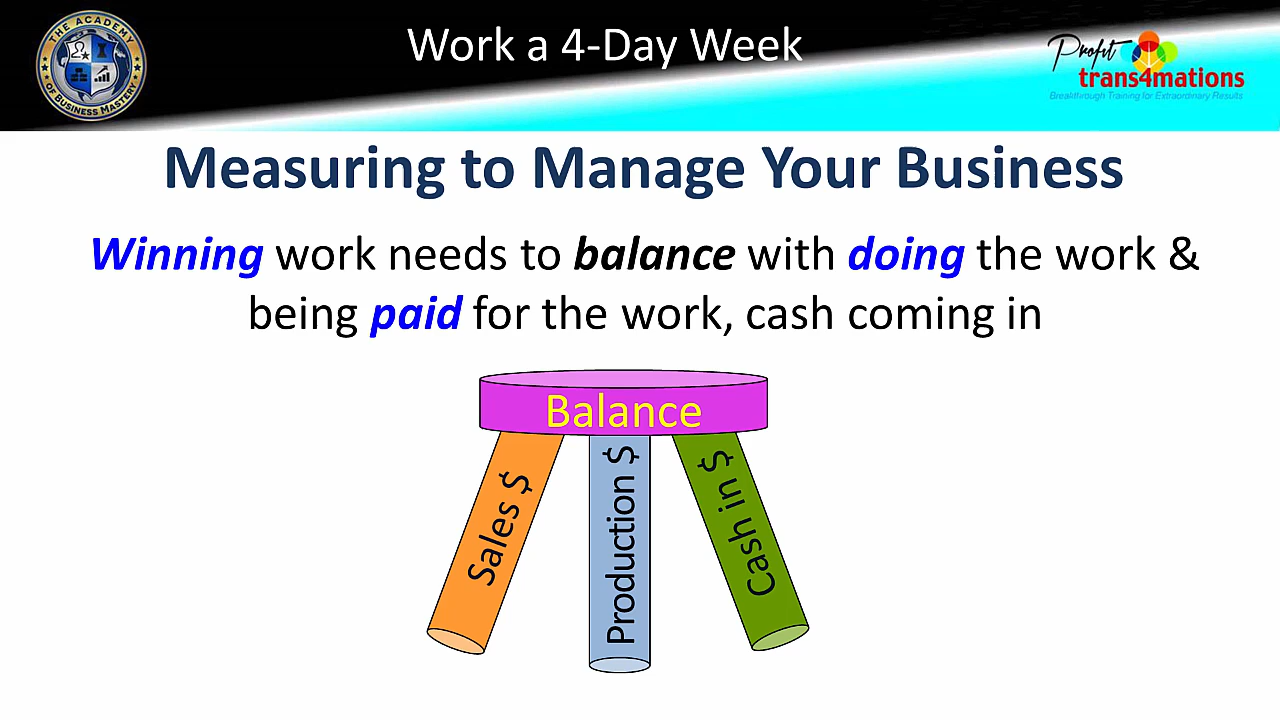 THE ACADEMY
OF BUSINESS MASTERY
Work a 4-Day Week
Profit
trans4mations
Breakthrough Training for Extraordinary Results
Measuring to Manage Your Business
Winning work needs to balance with doing the work &
being paid for the work, cash coming in
Balance
Sales $
Production $
Cash in $